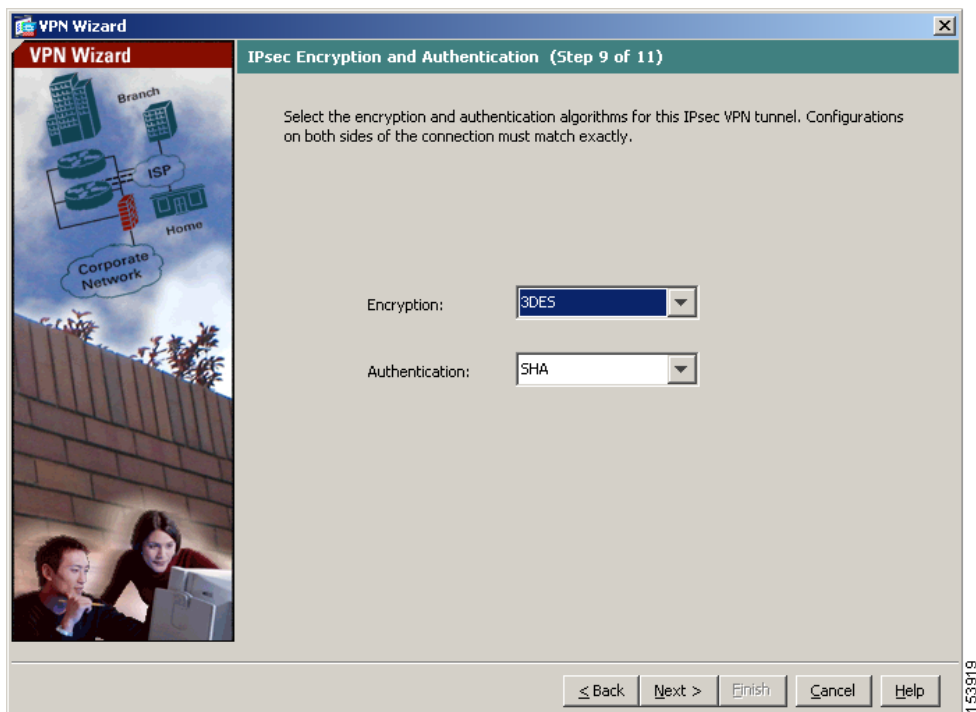 VPN Wizard
VPN Wizard
IPsec Encryption and Authentication (Step 9 of 11)
Branch
ISP
Home
Corporate
Network
Select the encryption and authentication algorithms for this IPsec VPN tunnel. Configurations
on both sides of the connection must match exactly.
Encryption:
3DES
Authentication:
SHA
< Back
Next >
Finish
Cancel
Help
153919